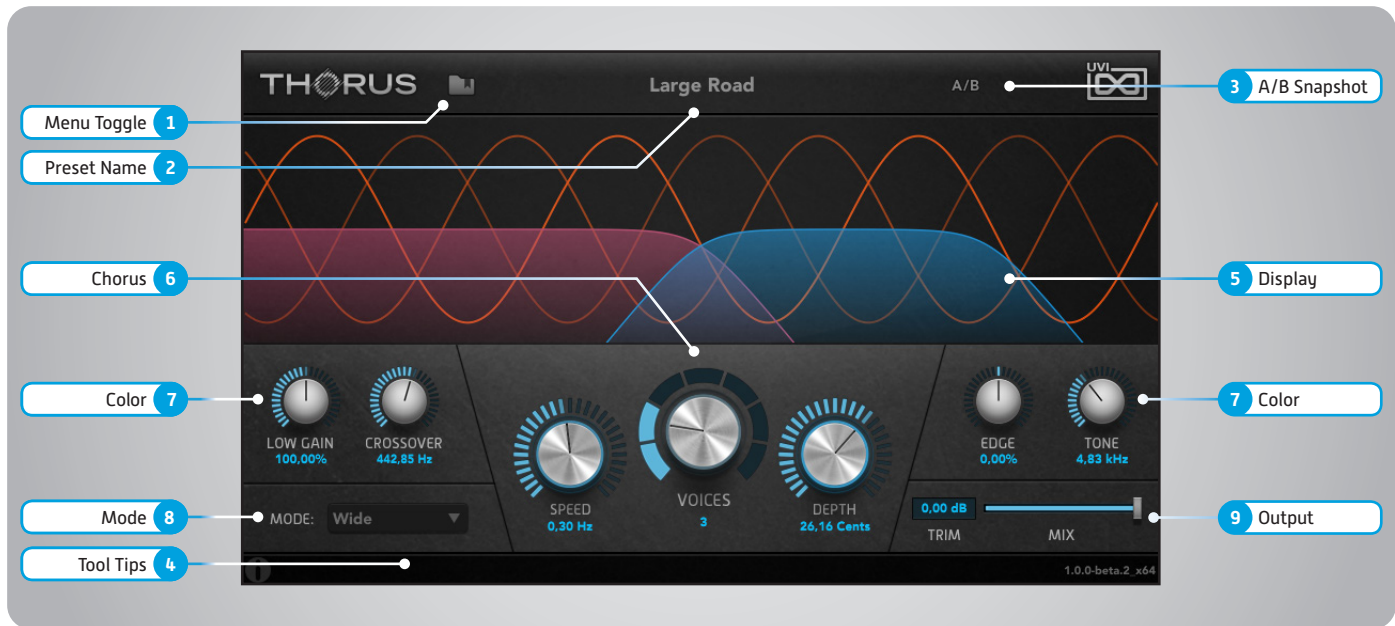 THORUS
Large Road
A/B
UVI
3 A/B Snapshot
Menu Toggle 1
Preset Name 2
Chorus 6
5 Display
Color 7
LOW GAIN
100,00%
CROSSOVER
442,85 Hz
SPEED
0,30 Hz
VOICES
3
DEPTH
26,16 Cents
EDGE
0,00%
TONE
4,83 kHz
7 Color
Mode 8
MODE: Wide
0,00 dB
TRIM
MIX
9 Output
Tool Tips 4
1.0.0-beta.2_x64